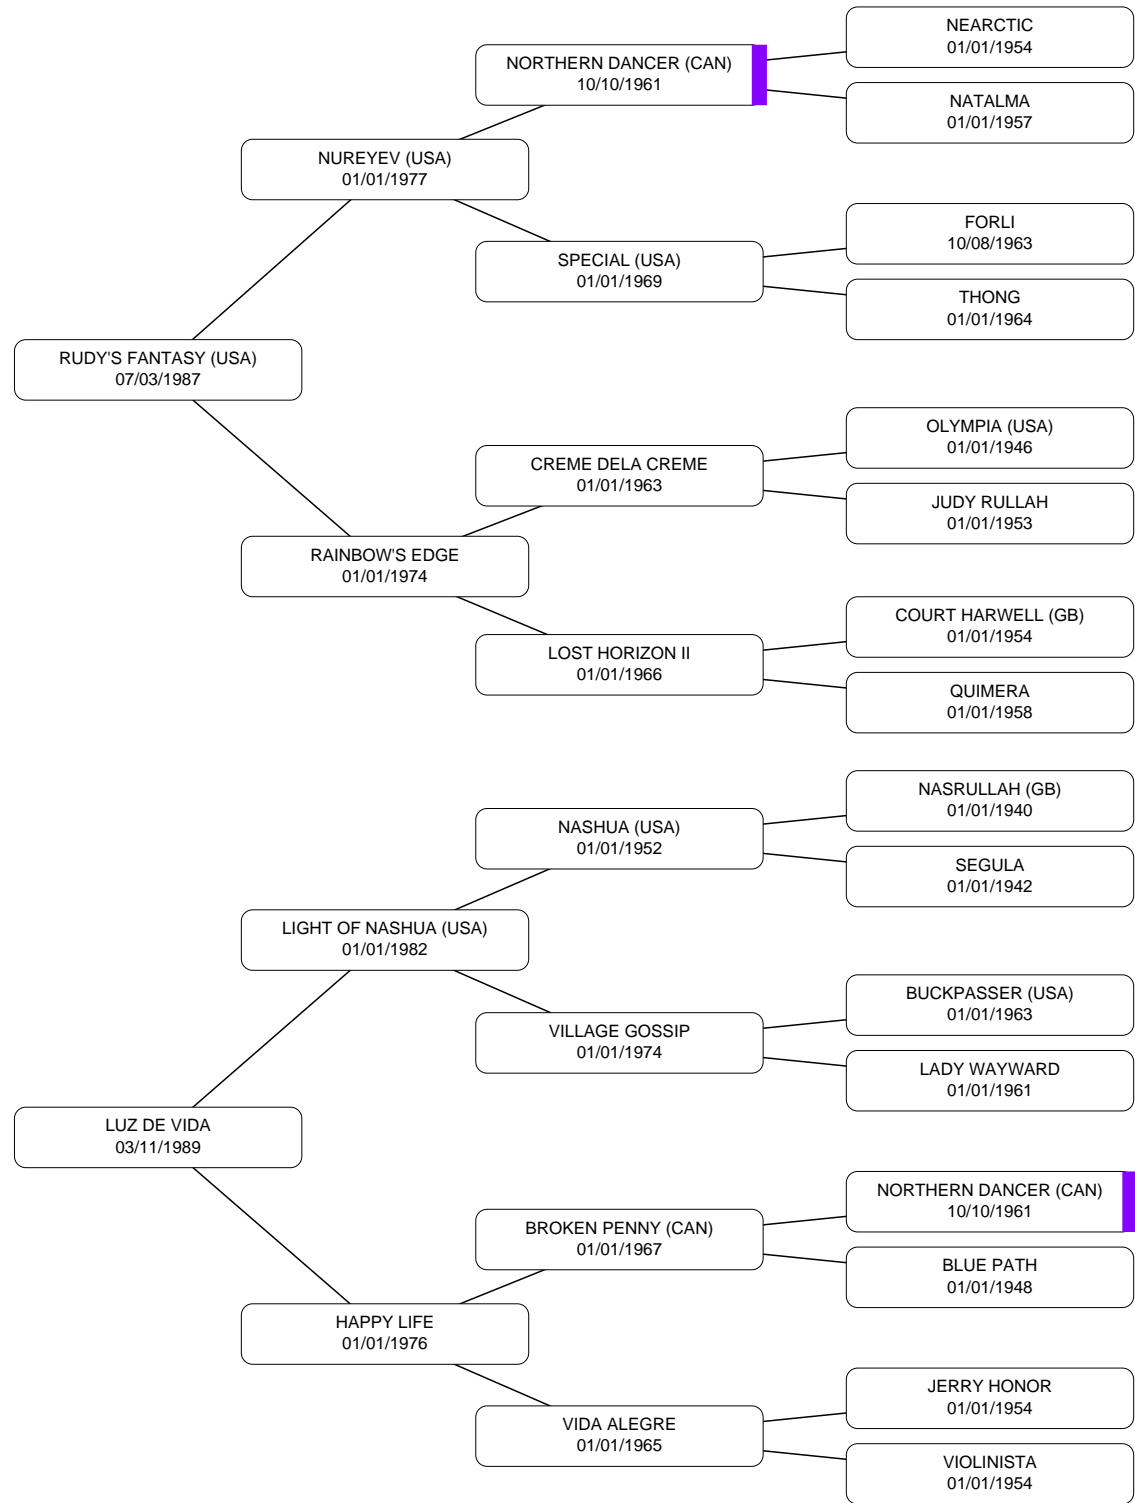 NEARCTIC
01/01/1954
NORTHERN DANCER (CAN)
10/10/1961
NATALMA
01/01/1957
NUREYEV (USA)
01/01/1977
FORLI
10/08/1963
SPECIAL (USA)
01/01/1969
THONG
01/01/1964
RUDY'S FANTASY (USA)
07/03/1987
OLYMPIA (USA)
01/01/1946
CREME DELA CREME
01/01/1963
JUDY RULLAH
01/01/1953
RAINBOW'S EDGE
01/01/1974
COURT HARWELL (GB)
01/01/1954
LOST HORIZON II
01/01/1966
QUIMERA
01/01/1958
NASRULLAH (GB)
01/01/1940
NASHUA (USA)
01/01/1952
SEGULA
01/01/1942
LIGHT OF NASHUA (USA)
01/01/1982
BUCKPASSER (USA)
01/01/1963
VILLAGE GOSSIP
01/01/1974
LADY WAYWARD
01/01/1961
LUZ DE VIDA
03/11/1989
NORTHERN DANCER (CAN)
10/10/1961
BROKEN PENNY (CAN)
01/01/1967
BLUE PATH
01/01/1948
HAPPY LIFE
01/01/1976
JERRY HONOR
01/01/1954
VIDA ALEGRE
01/01/1965
VIOLINISTA
01/01/1954